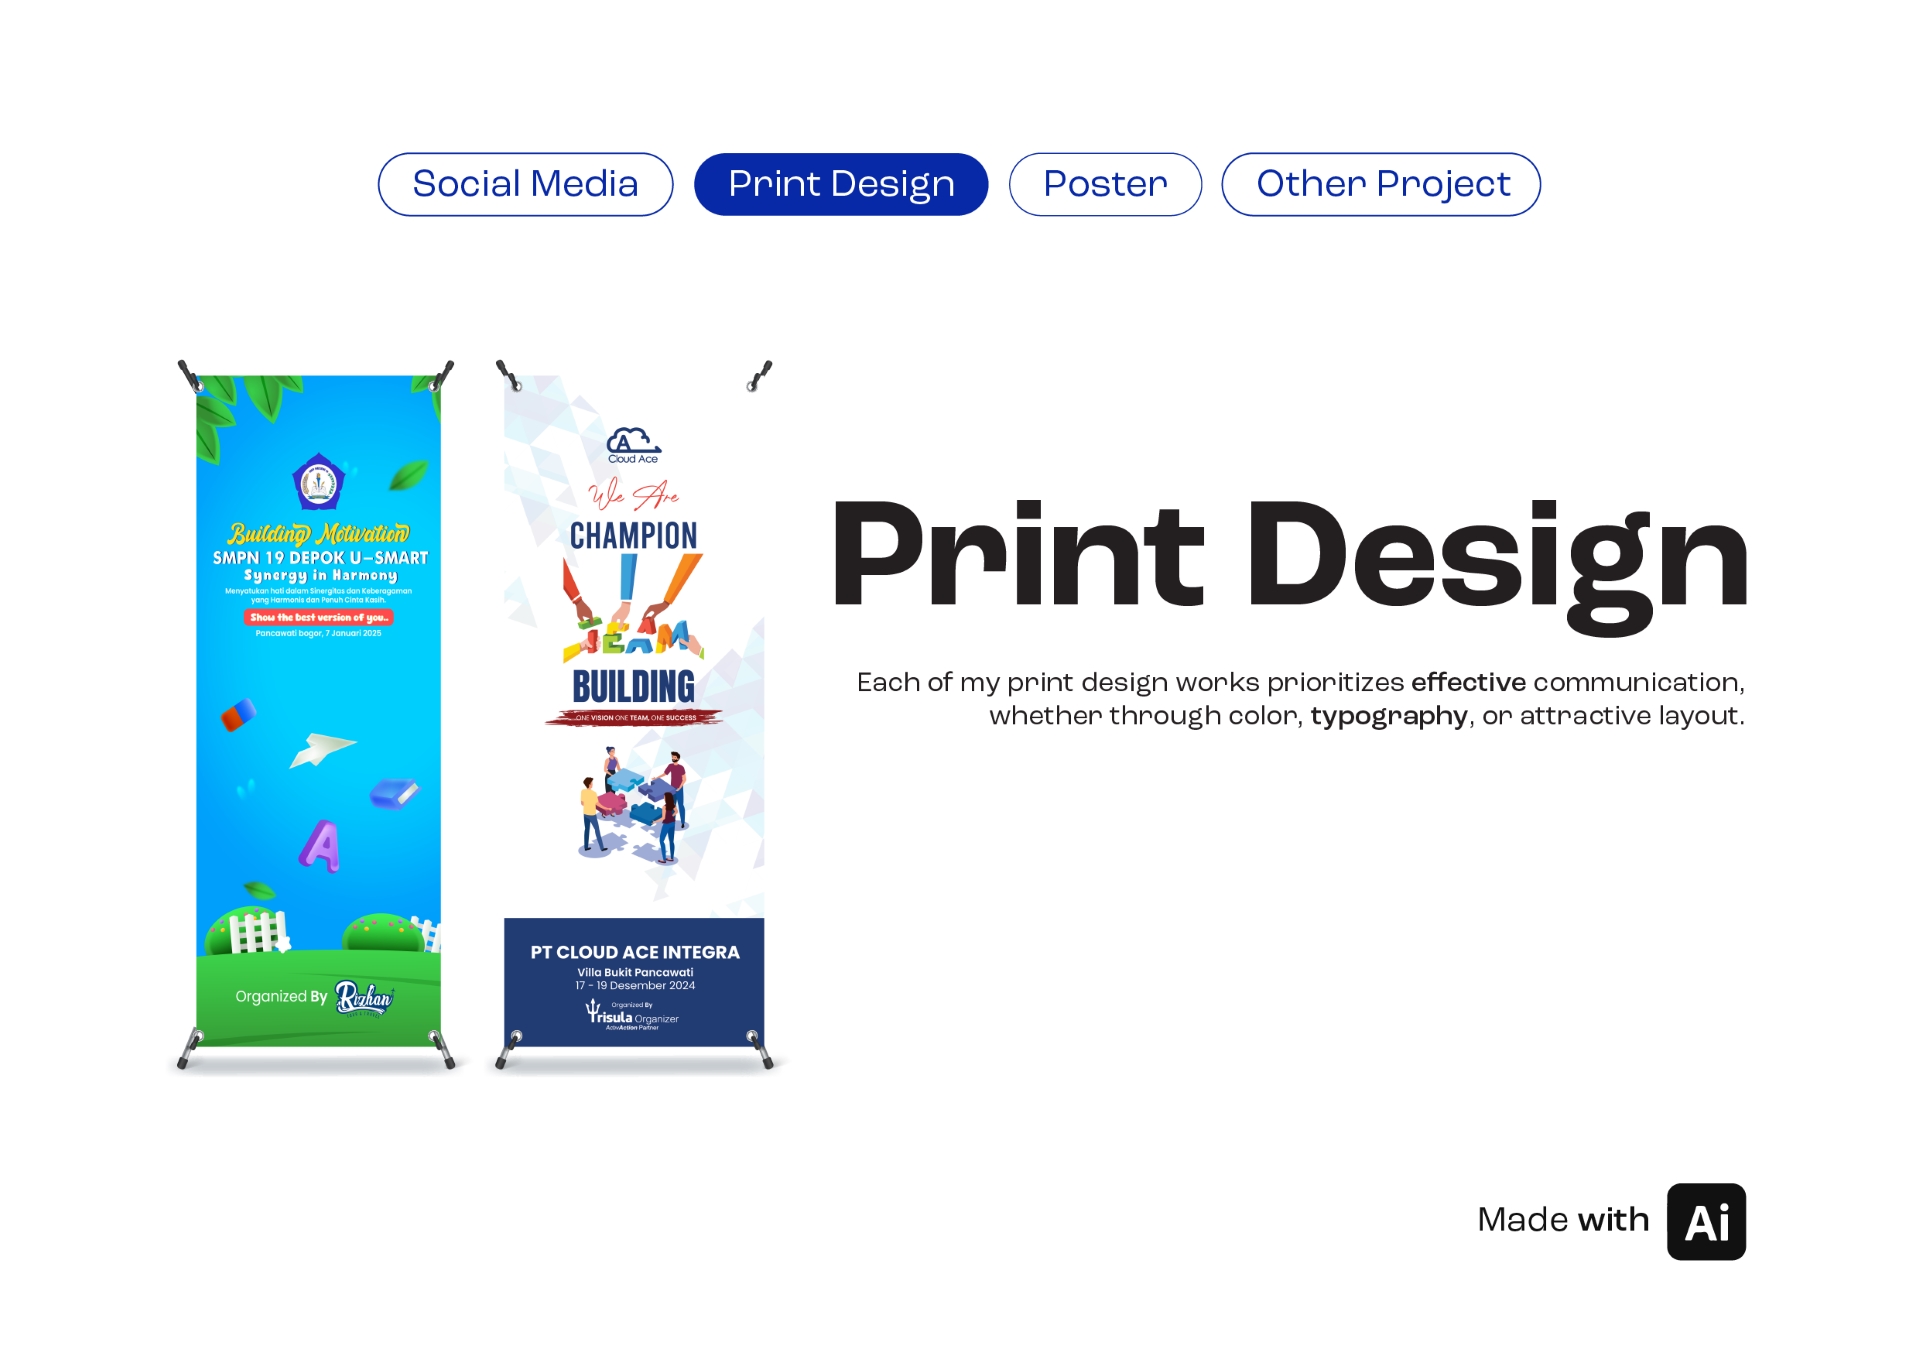 Social Media
Print Design
Poster
Other Project
Building Motivation
SMPN 19 DEPOK U-SMART
Synergy in Harmony
Menyatukan hati dalam Sinergitas dan Keberagaman
yang Harmonis dan Penuh Cinta Kasih.
Show the best version of you..
Pancawati bogor, 7 Januari 2025
A
Organized By Rizhan
A
Cloud Ace
We Are
CHAMPION
TEAM
BUILDING
ONE VISION ONE TEAM, ONE SUCCESS
PT CLOUD ACE INTEGRA
Villa Bukit Pancawati
17 - 19 Desember 2024
Organized By
Trisula Organizer
ActivAction Partner
Print Design
Each of my print design works prioritizes effective communication,
whether through color, typography, or attractive layout.
Made with Ai